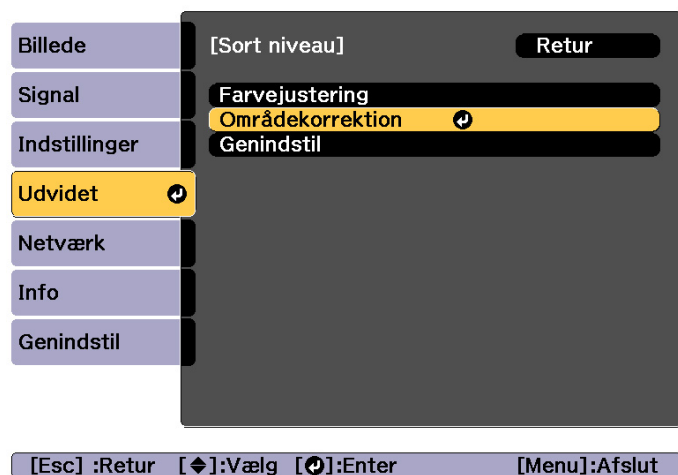 Billede
Signal
Indstillinger
Udvidet
Netværk
Info
Genindstil
[Sort niveau] Retur
Farvejustering
Områdekorrektion
Genindstil
[Esc] :Retur [◆]:Vælg [↵]:Enter [Menu]:Afslut